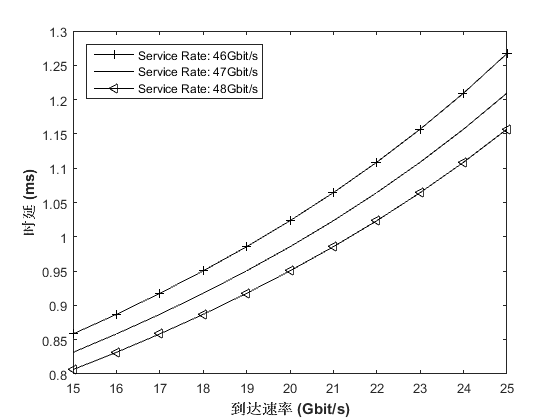 1.3
1.25
1.2
1.15
1.1
1.05
1
0.95
0.9
0.85
0.8
时延 (ms)
Service Rate: 46Gbit/s
Service Rate: 47Gbit/s
Service Rate: 48Gbit/s
15 16 17 18 19 20 21 22 23 24 25
到达速率 (Gbit/s)